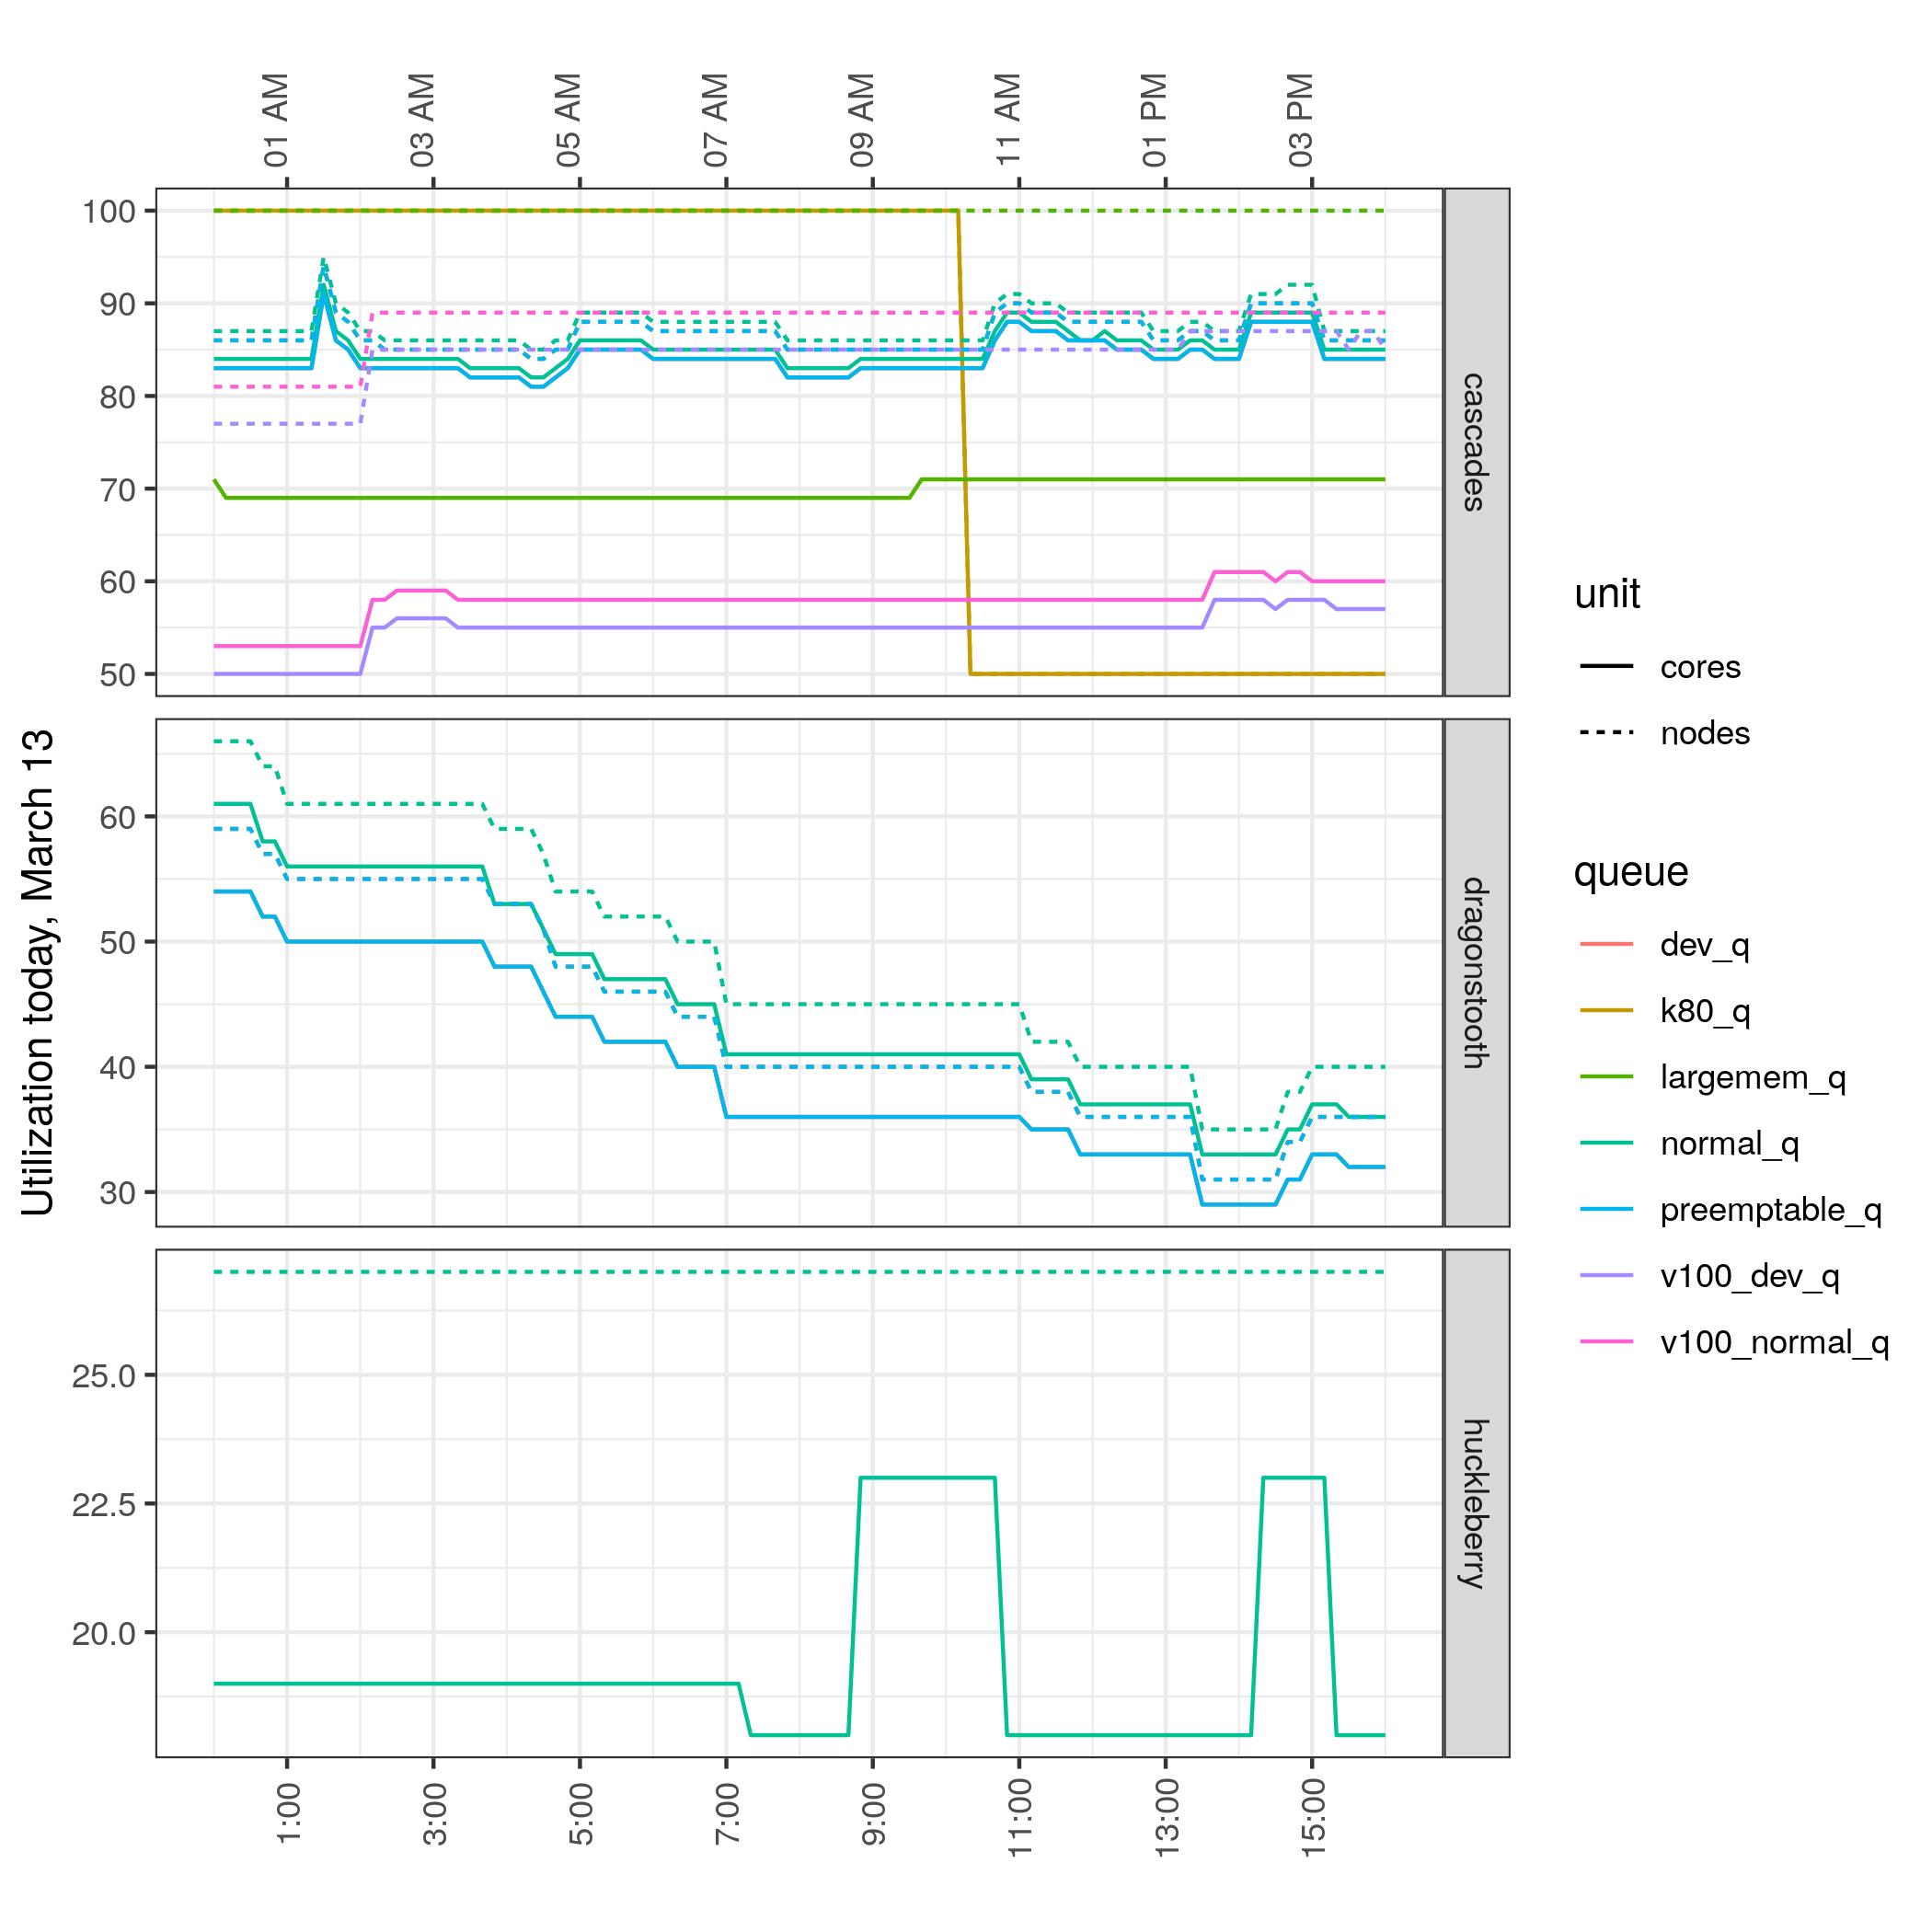 01 AM
03 AM
05 AM
07 AM
09 AM
11 AM
01 PM
03 PM
100
90
80
70
60
50
cascades
Utilization today, March 13
60
50
40
30
dragonstooth
25.0
22.5
20.0
huckleberry
1:00
3:00
5:00
7:00
9:00
11:00
13:00
15:00
unit
cores
nodes
queue
dev_q
k80_q
largemem_q
normal_q
preemptable_q
v100_dev_q
v100_normal_q